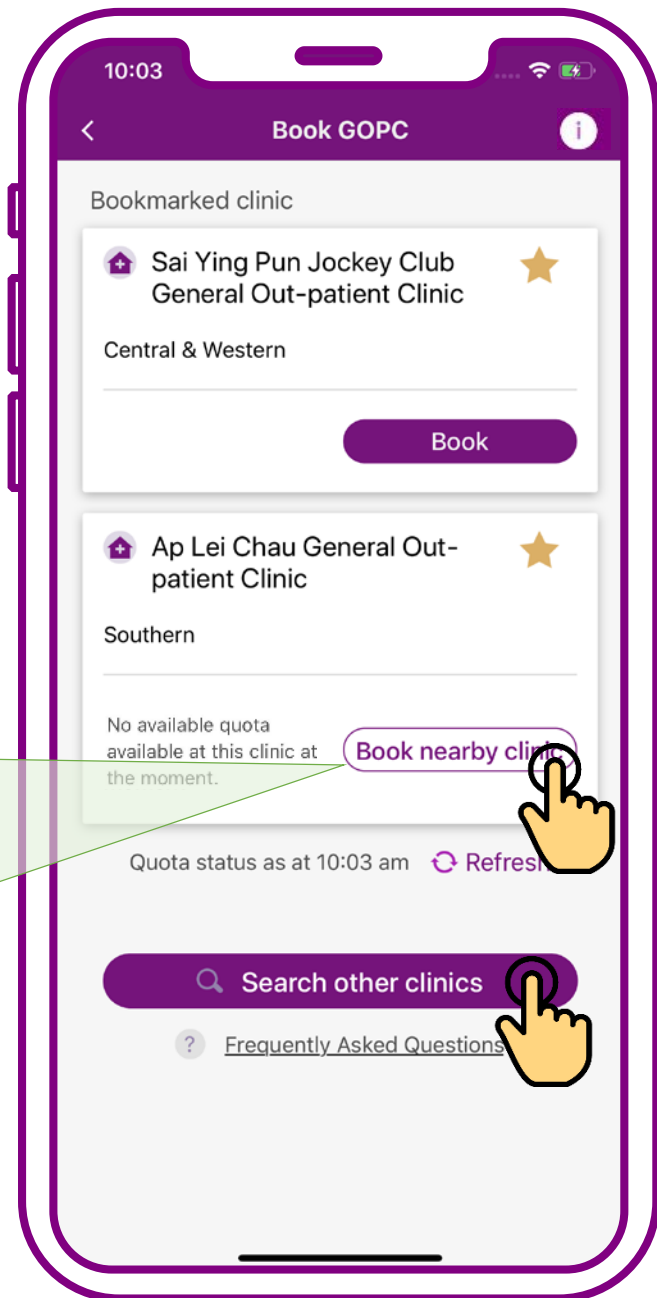 10:03
Book GOPC
i
Bookmarked clinic
Sai Ying Pun Jockey Club
General Out-patient Clinic
Central & Western
Book
Ap Lei Chau General Out-
patient Clinic
Southern
No available quota
available at this clinic at
the moment.
Book nearby clinic
Quota status as at 10:03 am
Refresh
Search other clinics
?
Frequently Asked Questions